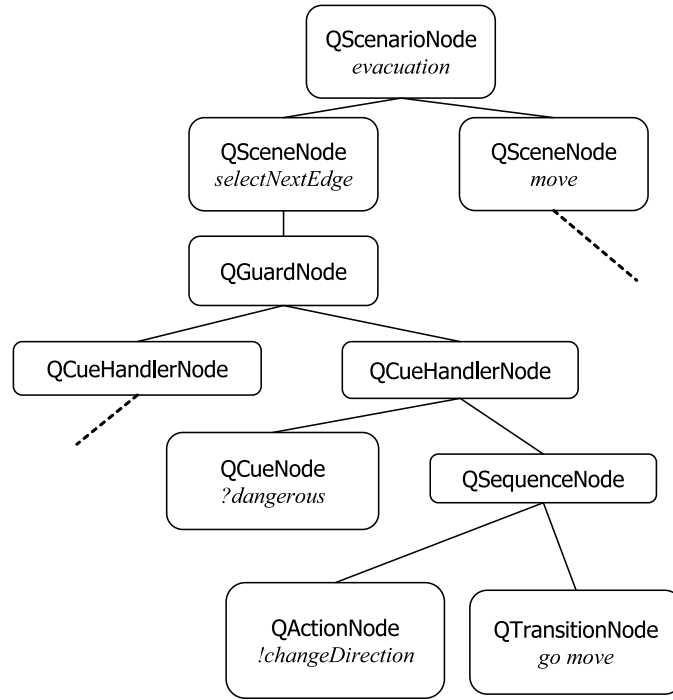 QScenarioNode
evacuation
QSceneNode
selectNextEdge
QSceneNode
move
QGuardNode
QCueHandlerNode
QCueHandlerNode
QCueNode
?dangerous
QSequenceNode
QActionNode
!changeDirection
QTransitionNode
go move